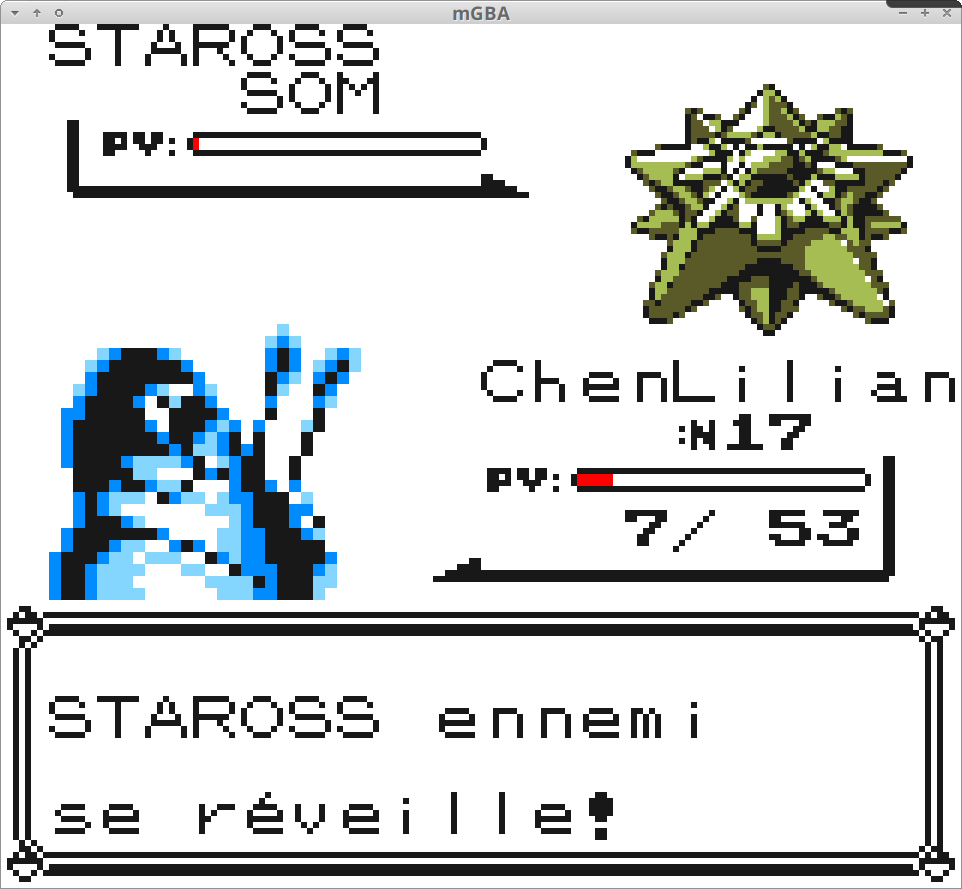 mGBA
STAROSS
SOM
PV:
ChenLilian
:N17
PV:
7/ 53
STAROSS ennemi
se réveille!